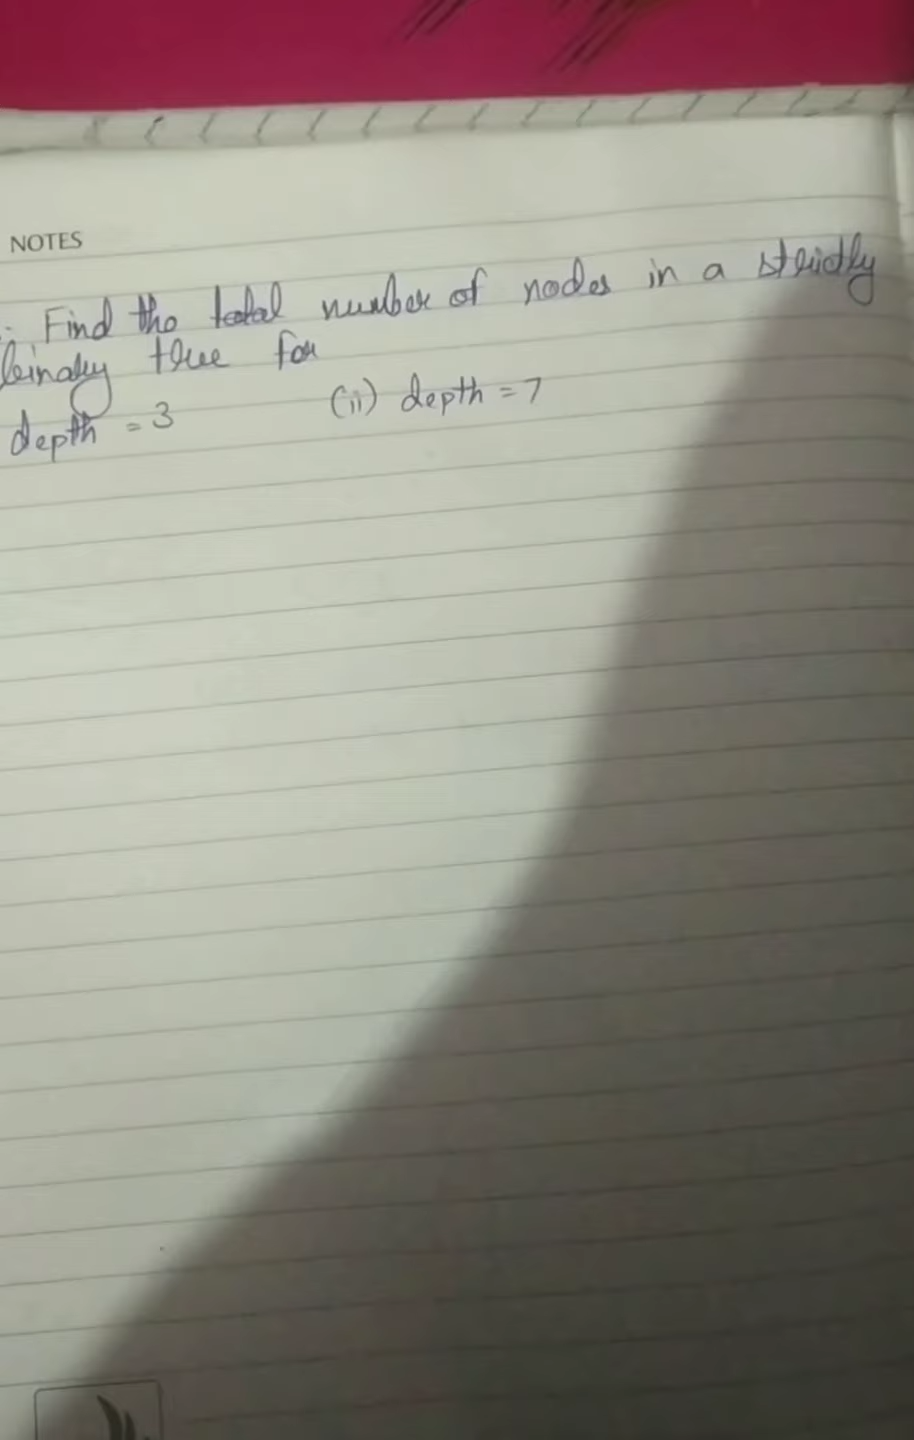 NOTES
Find the total number of nodes in a strictly
binary tree for
depth = 3 (ii) depth = 7